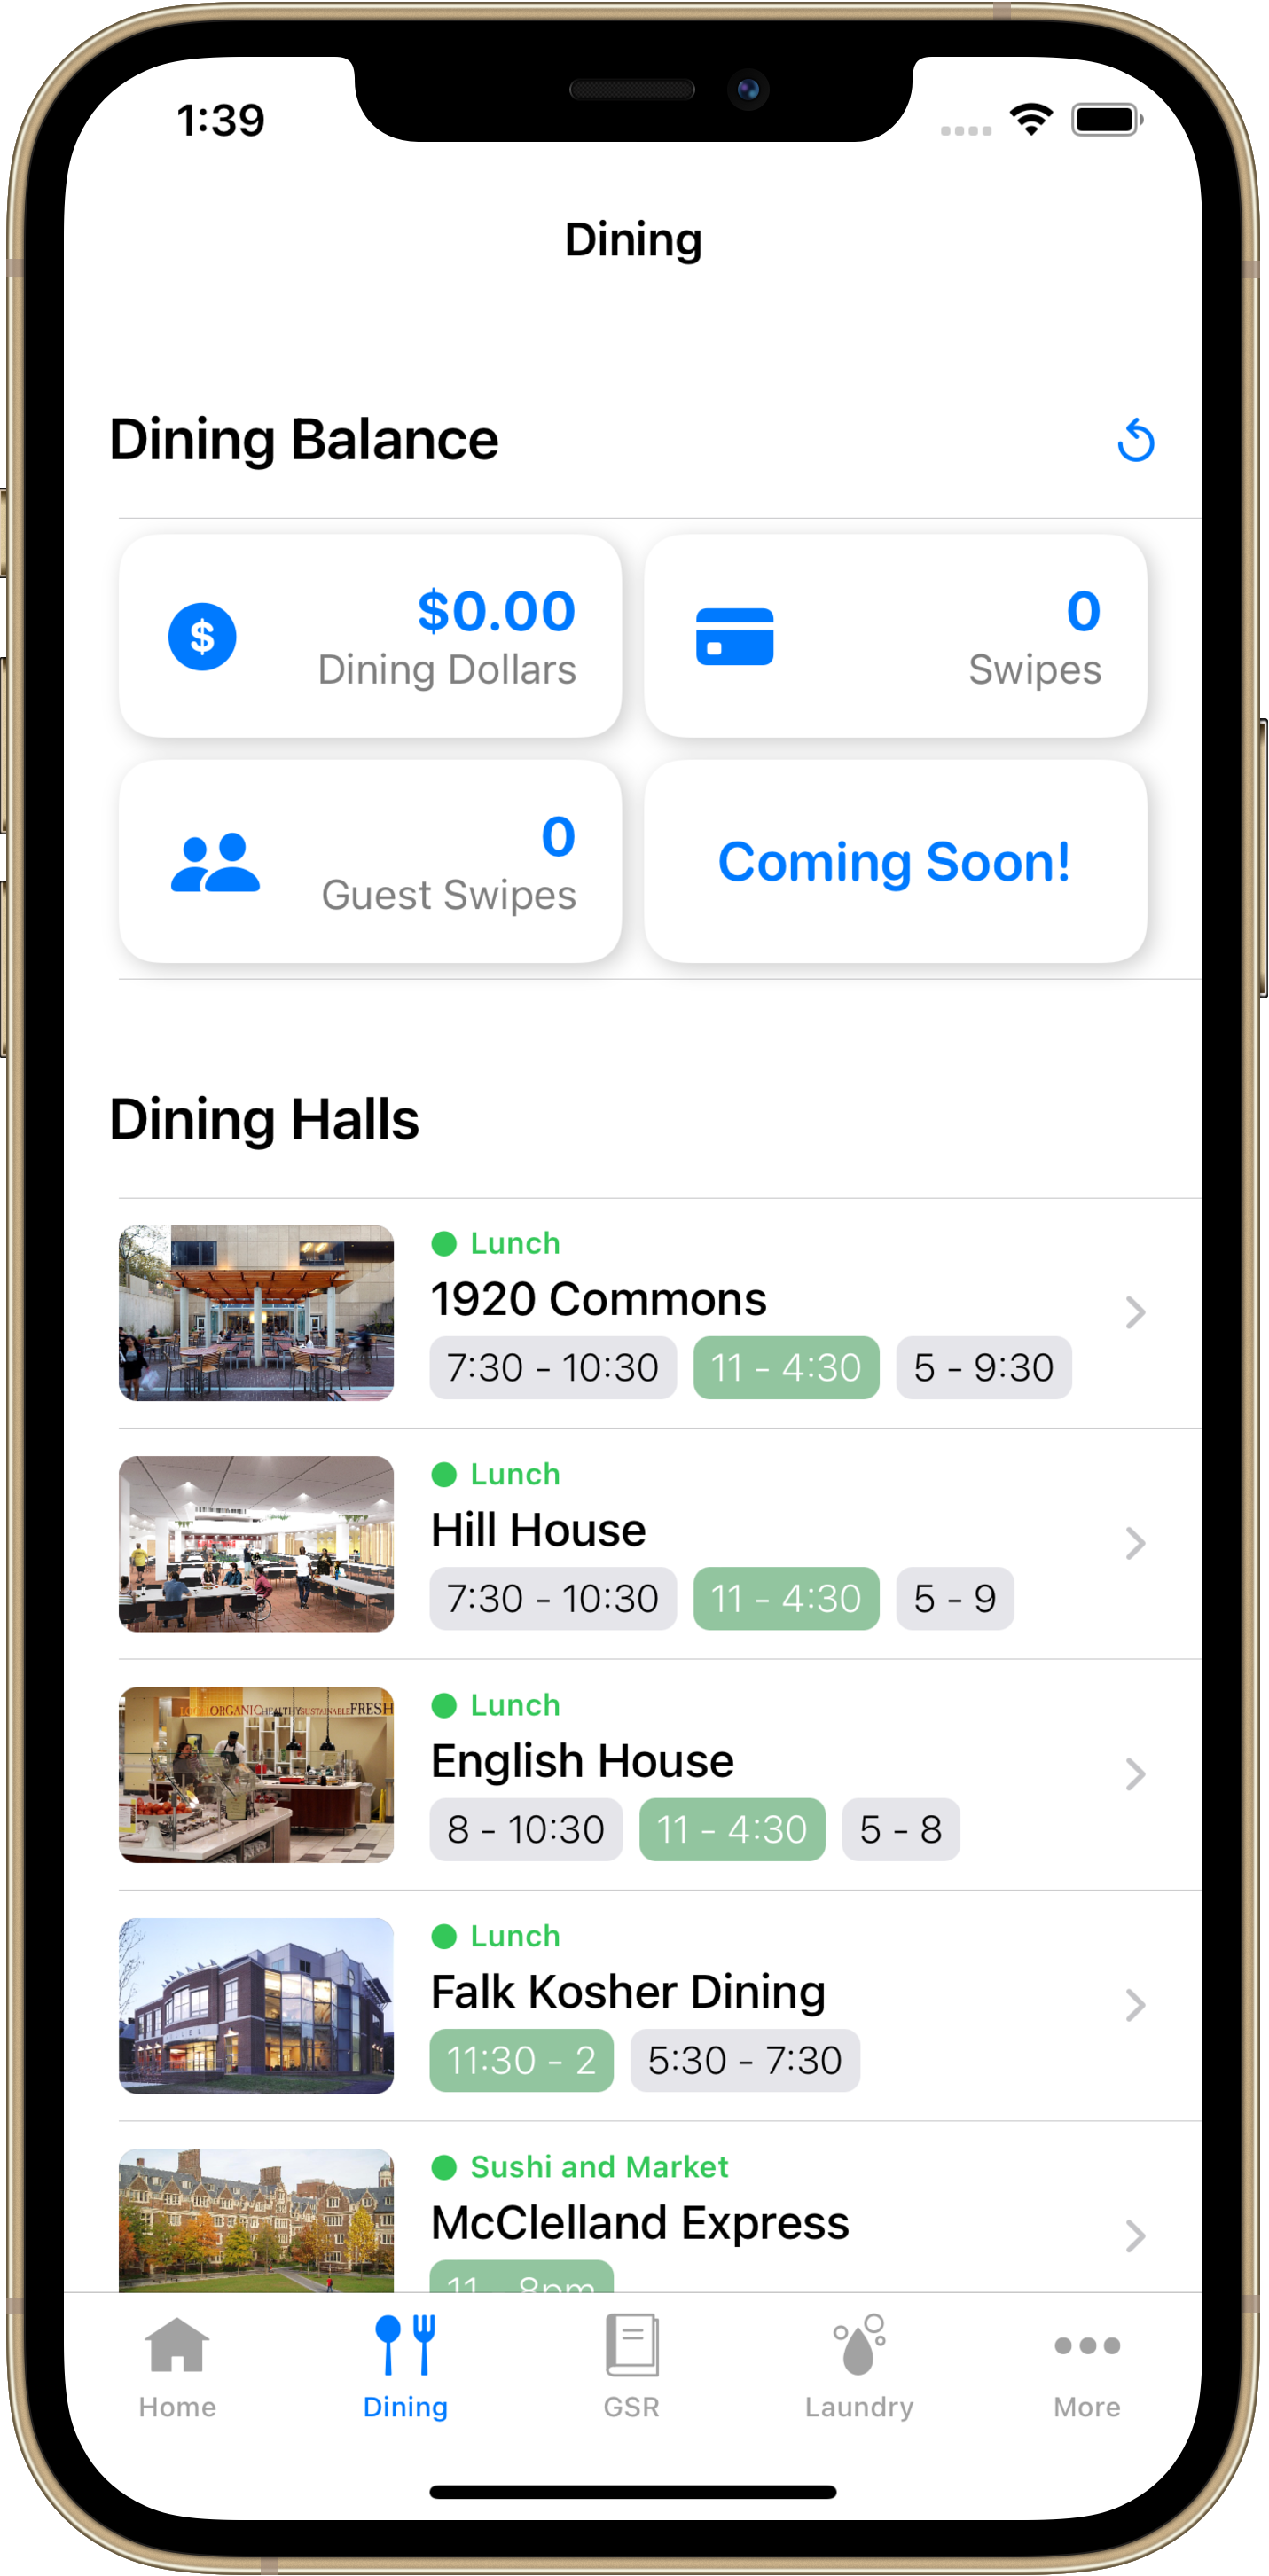 1:39
Dining
Dining Balance
$0.00
Dining Dollars
0
Swipes
0
Guest Swipes
Coming Soon!
Dining Halls
Lunch
1920 Commons
7:30 - 10:30 11 - 4:30 5 - 9:30
Lunch
Hill House
7:30 - 10:30 11 - 4:30 5 - 9
ORGANIC HEALTHY SUSTAINABLE FRESH
Lunch
English House
8 - 10:30 11 - 4:30 5 - 8
Lunch
Falk Kosher Dining
11:30 - 2 5:30 - 7:30
Sushi and Market
McClelland Express
11 - 8pm
Home Dining GSR Laundry More